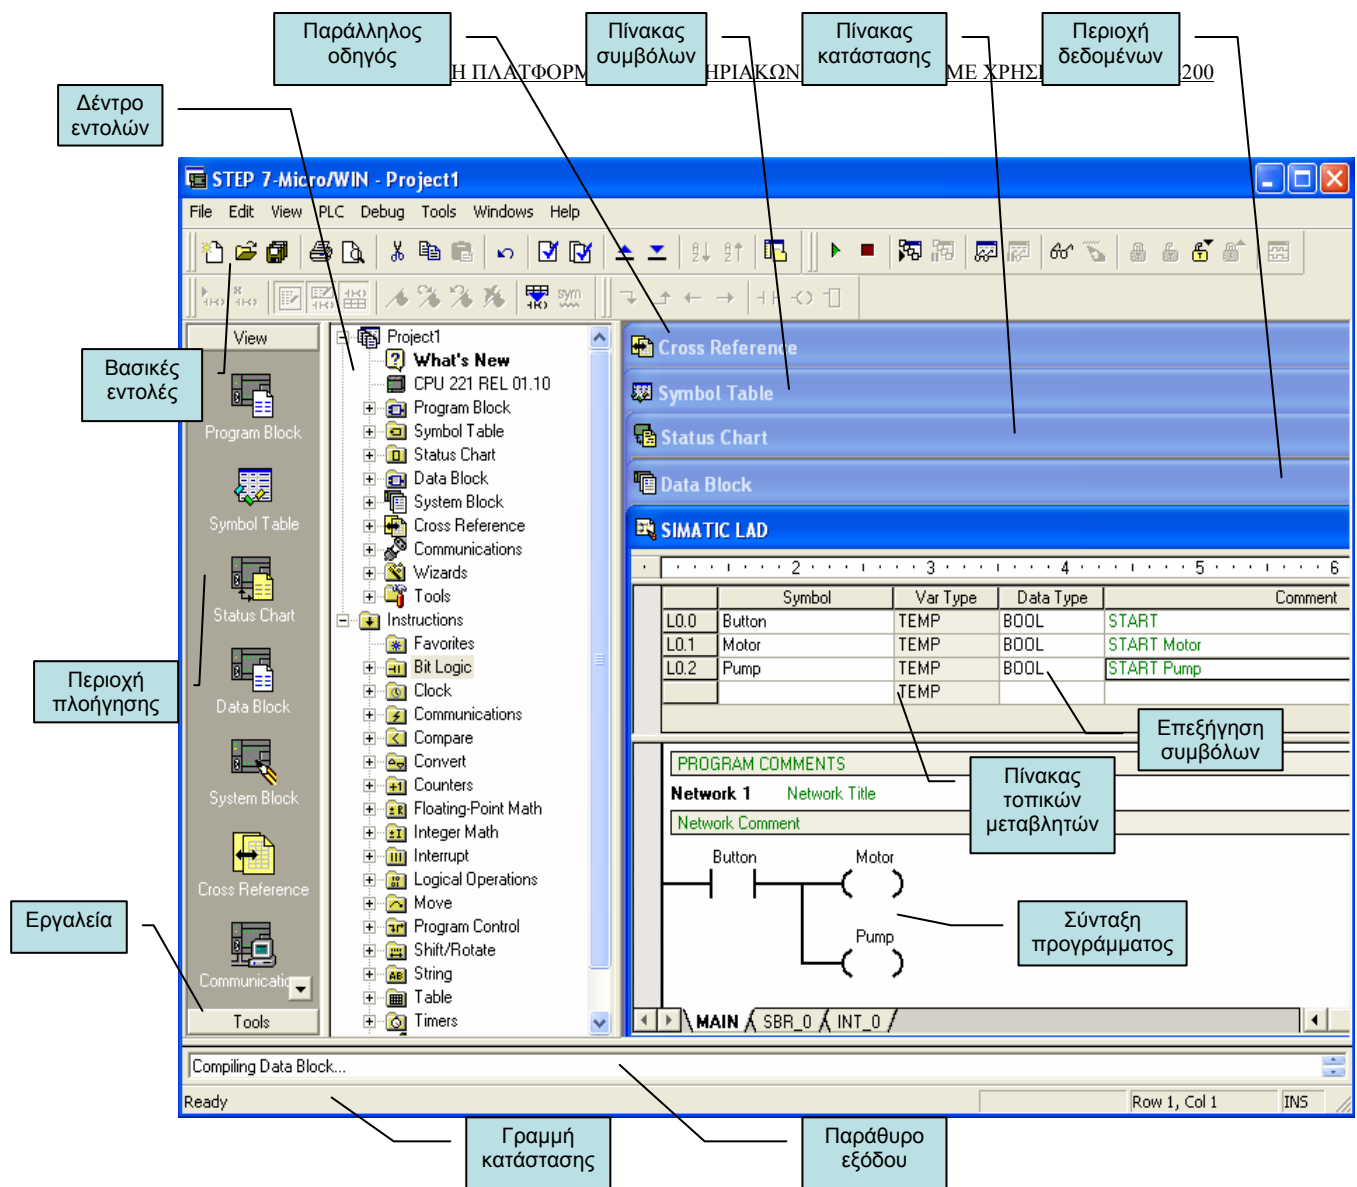 Παράλληλος
οδηγός
Πίνακας
συμβόλων
Πίνακας
κατάστασης
Περιοχή
δεδομένων
Η ΠΛΑΤΦΟΡΜ ΗΡΙΑΚΩΝ ΜΕ ΧΡΗΣ 200
Δέντρο
εντολών
STEP 7-Micro/WIN - Project1
File Edit View PLC Debug Tools Windows Help
sym
View
Βασικές
εντολές
Program Block
Symbol Table
Status Chart
Περιοχή
πλοήγησης
Data Block
System Block
Cross Reference
Εργαλεία
Tools
Project1
What's New
CPU 221 REL 01.10
Program Block
Symbol Table
Status Chart
Data Block
System Block
Cross Reference
Communications
Wizards
Tools
Instructions
Favorites
Bit Logic
Clock
Communications
Compare
Convert
Counters
Floating-Point Math
Integer Math
Interrupt
Logical Operations
Move
Program Control
Shift/Rotate
String
Table
Timers
Cross Reference
Symbol Table
Status Chart
Data Block
SIMATIC LAD
2 3 4 5 6
Symbol Var Type Data Type Comment
L0.0 Button TEMP BOOL START
L0.1 Motor TEMP BOOL START Motor
L0.2 Pump TEMP BOOL START Pump
TEMP
Επεξήγηση
συμβόλων
Πίνακας
τοπικών
μεταβλητών
PROGRAM COMMENTS
Network 1 Network Title
Network Comment
Button Motor
Pump
Σύνταξη
προγράμματος
MAIN SBR_0 INT_0
Compiling Data Block...
Ready Row 1, Col 1 INS
Γραμμή
κατάστασης
Παράθυρο
εξόδου